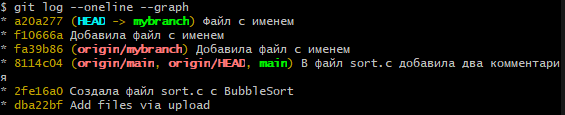 $ git log --oneline --graph
* a20a277 (HEAD -> mybranch) Файл с именем
* f10666a Добавила файл с именем
* fa39b86 (origin/mybranch) Добавила файл с именем
* 8114c04 (origin/main, origin/HEAD, main) В файл sort.c добавила два комментари
я
* 2fe16a0 Создала файл sort.c с BubbleSort
* dba22bf Add files via upload